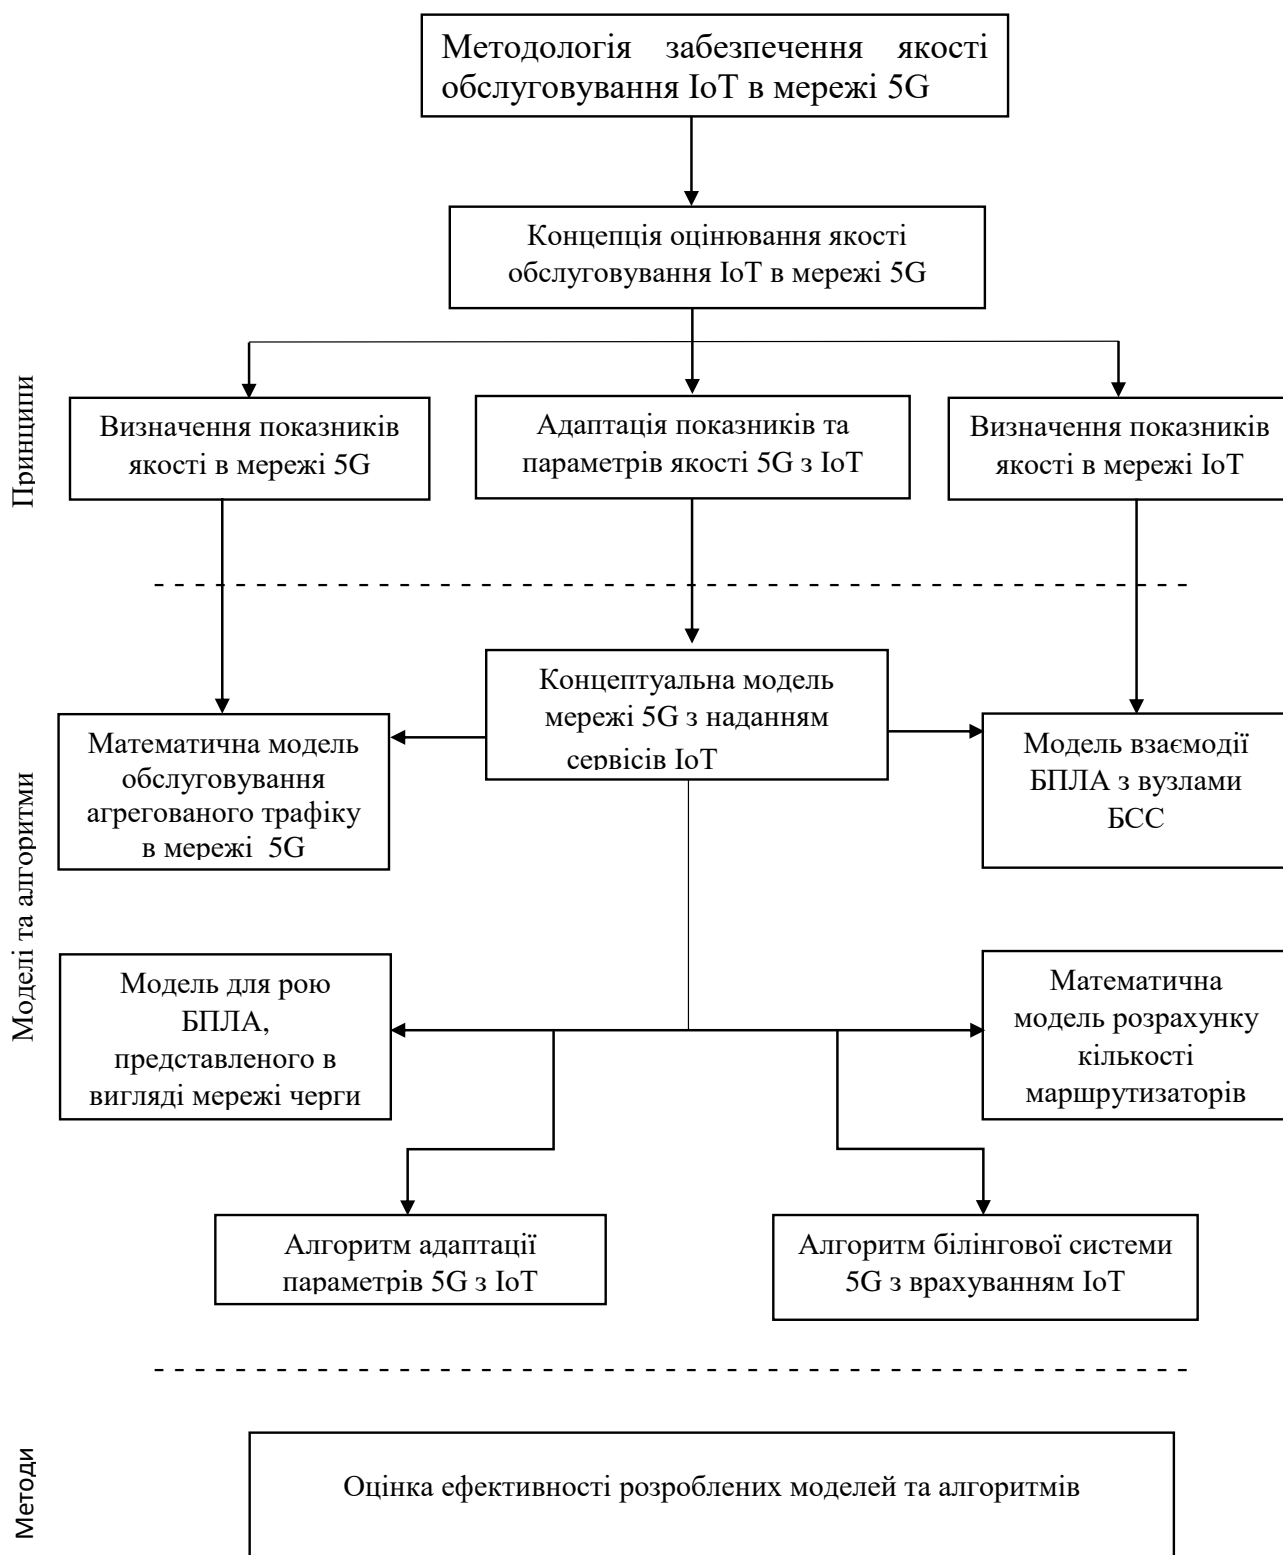 Методологія забезпечення якості
обслуговування IoT в мережі 5G
Концепція оцінювання якості
обслуговування IoT в мережі 5G
Принципи
Визначення показників
якості в мережі 5G
Адаптація показників та
параметрів якості 5G з IoT
Визначення показників
якості в мережі IoT
Моделі та алгоритми
Концептуальна модель
мережі 5G з наданням
сервісів IoT
Математична модель
обслуговування
агрегованого трафіку
в мережі 5G
Модель взаємодії
БПЛА з вузлами
БСС
Модель для рою
БПЛА,
представленого в
вигляді мережі черги
Математична
модель розрахунку
кількості
маршрутизаторів
Алгоритм адаптації
параметрів 5G з IoT
Алгоритм білінгової системи
5G з врахуванням IoT
Методи
Оцінка ефективності розроблених моделей та алгоритмів